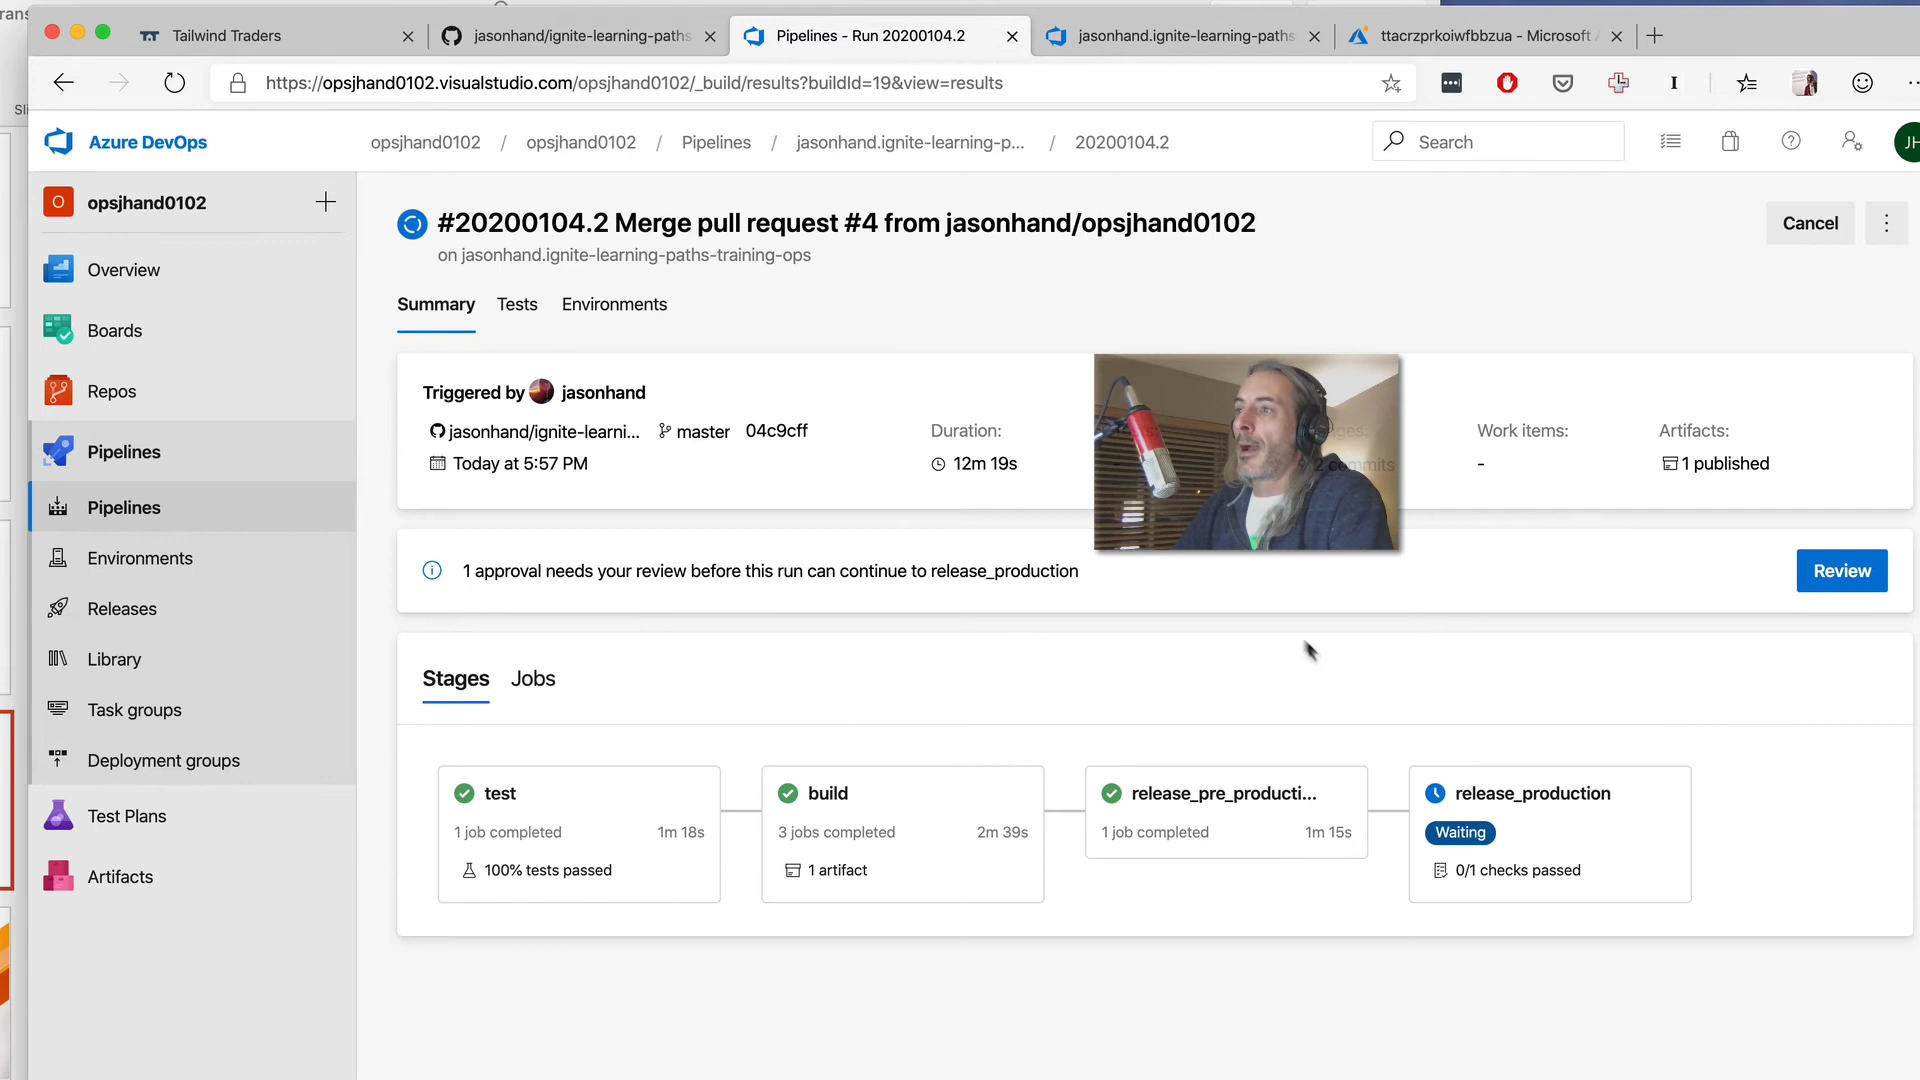 rans
Tailwind Traders
jasonhand/ignite-learning-paths
Pipelines - Run 20200104.2
jasonhand.ignite-learning-paths
ttacrzprkoiwfbbzua - Microsoft A
https://opsjhand0102.visualstudio.com/opsjhand0102/_build/results?buildId=19&view=results
Sli
Azure DevOps
opsjhand0102 / opsjhand0102 / Pipelines / jasonhand.ignite-learning-p... / 20200104.2
Search
JH
O opsjhand0102
Overview
Boards
Repos
Pipelines
Pipelines
Environments
Releases
Library
Task groups
Deployment groups
Test Plans
Artifacts
#20200104.2 Merge pull request #4 from jasonhand/opsjhand0102
on jasonhand.ignite-learning-paths-training-ops
Cancel
Summary Tests Environments
Triggered by jasonhand
jasonhand/ignite-learni... master 04c9cff
Today at 5:57 PM
Duration:
12m 19s
2 commits
Work items:
-
Artifacts:
1 published
1 approval needs your review before this run can continue to release_production
Review
Stages Jobs
test
1 job completed 1m 18s
100% tests passed
build
3 jobs completed 2m 39s
1 artifact
release_pre_producti...
1 job completed 1m 15s
release_production
Waiting
0/1 checks passed